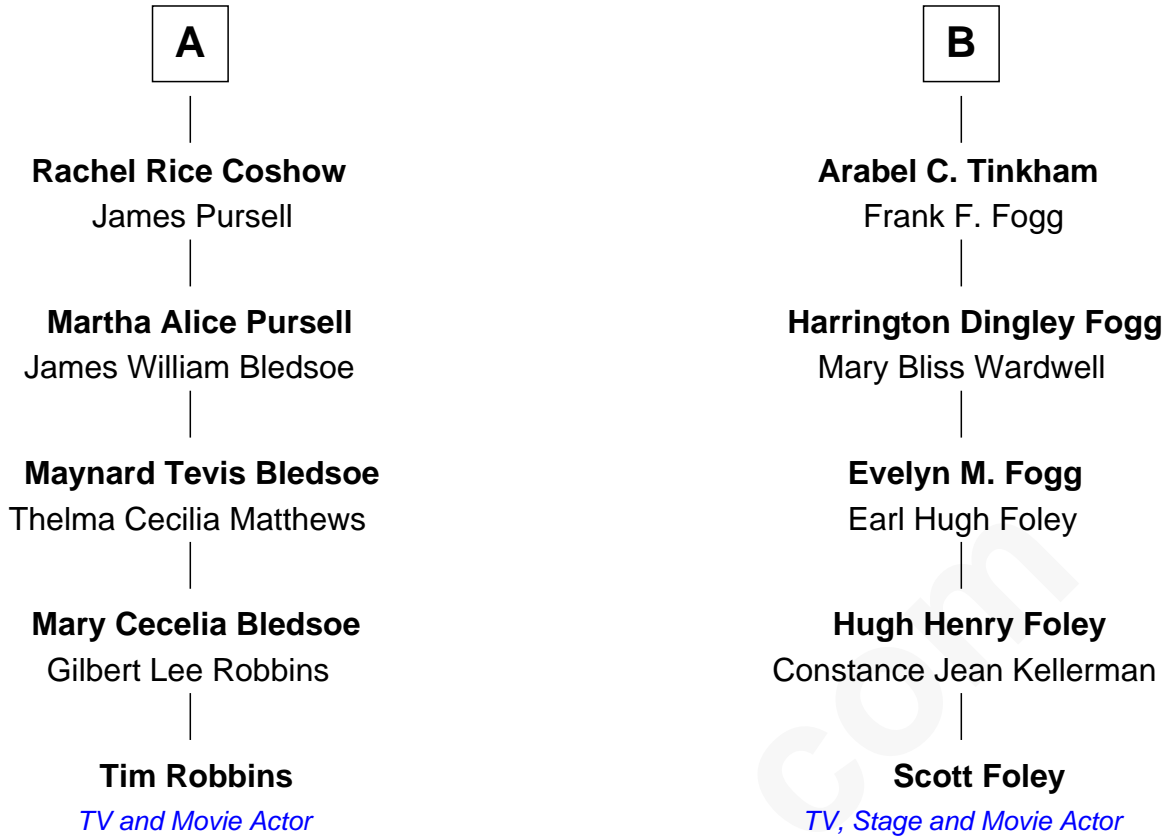 A
Rachel Rice Coshow
James Pursell
Martha Alice Pursell
James William Bledsoe
Maynard Tevis Bledsoe
Thelma Cecilia Matthews
Mary Cecelia Bledsoe
Gilbert Lee Robbins
Tim Robbins
TV and Movie Actor
B
Arabel C. Tinkham
Frank F. Fogg
Harrington Dingley Fogg
Mary Bliss Wardwell
Evelyn M. Fogg
Earl Hugh Foley
Hugh Henry Foley
Constance Jean Kellerman
Scott Foley
TV, Stage and Movie Actor
com